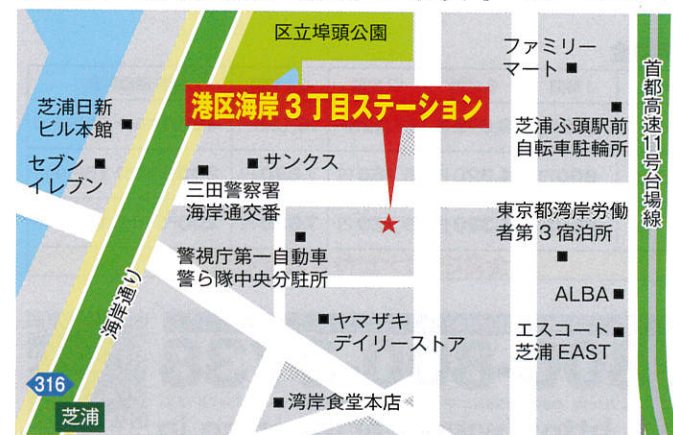 区立埠頭公園
ファミリー
マート
首都高速11号台場線
芝浦日新
ビル本館
港区海岸3丁目ステーション
芝浦ふ頭駅前
自転車駐輪所
セブン
イレブン
サンクス
三田警察署
海岸通交番
東京都湾岸労働
者第3宿泊所
警視庁第一自動車
警ら隊中央分駐所
海岸通り
ALBA
ヤマザキ
デイリーストア
エスコート
芝浦EAST
316
湾岸食堂本店
芝浦